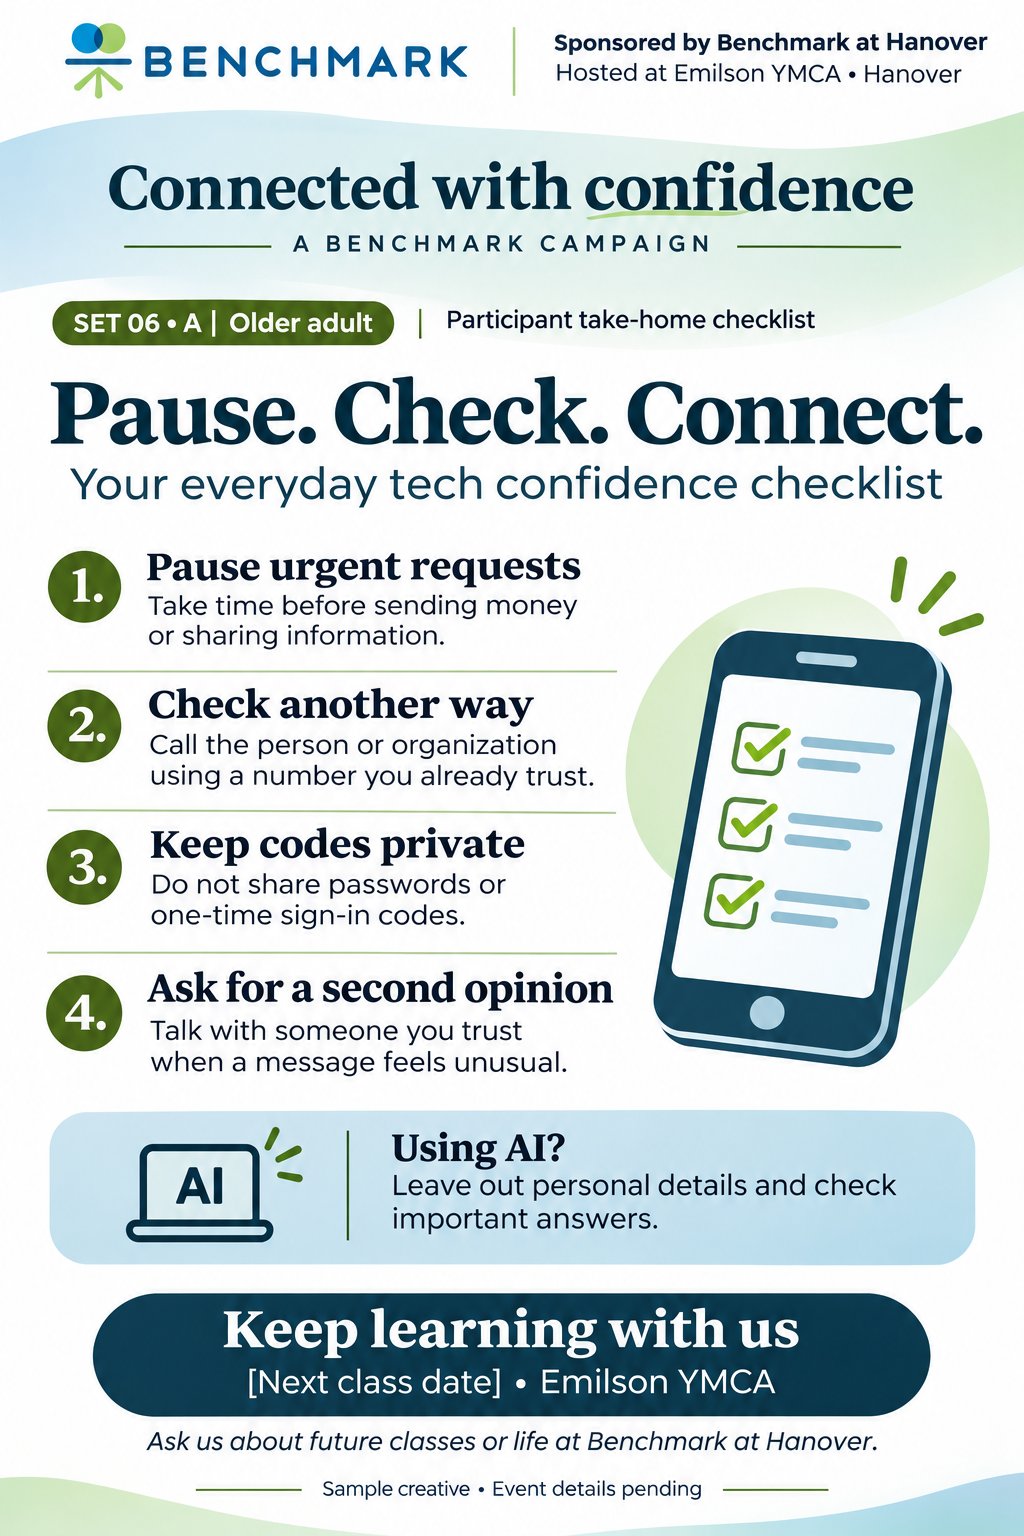 BENCHMARK
Sponsored by Benchmark at Hanover
Hosted at Emilson YMCA • Hanover
Connected with confidence
A BENCHMARK CAMPAIGN
SET 06 • A | Older adult
Participant take-home checklist
Pause. Check. Connect.
Your everyday tech confidence checklist
1.
Pause urgent requests
Take time before sending money
or sharing information.
2.
Check another way
Call the person or organization
using a number you already trust.
3.
Keep codes private
Do not share passwords or
one-time sign-in codes.
4.
Ask for a second opinion
Talk with someone you trust
when a message feels unusual.
AI
Using AI?
Leave out personal details and check
important answers.
Keep learning with us
[Next class date] • Emilson YMCA
Ask us about future classes or life at Benchmark at Hanover.
Sample creative • Event details pending